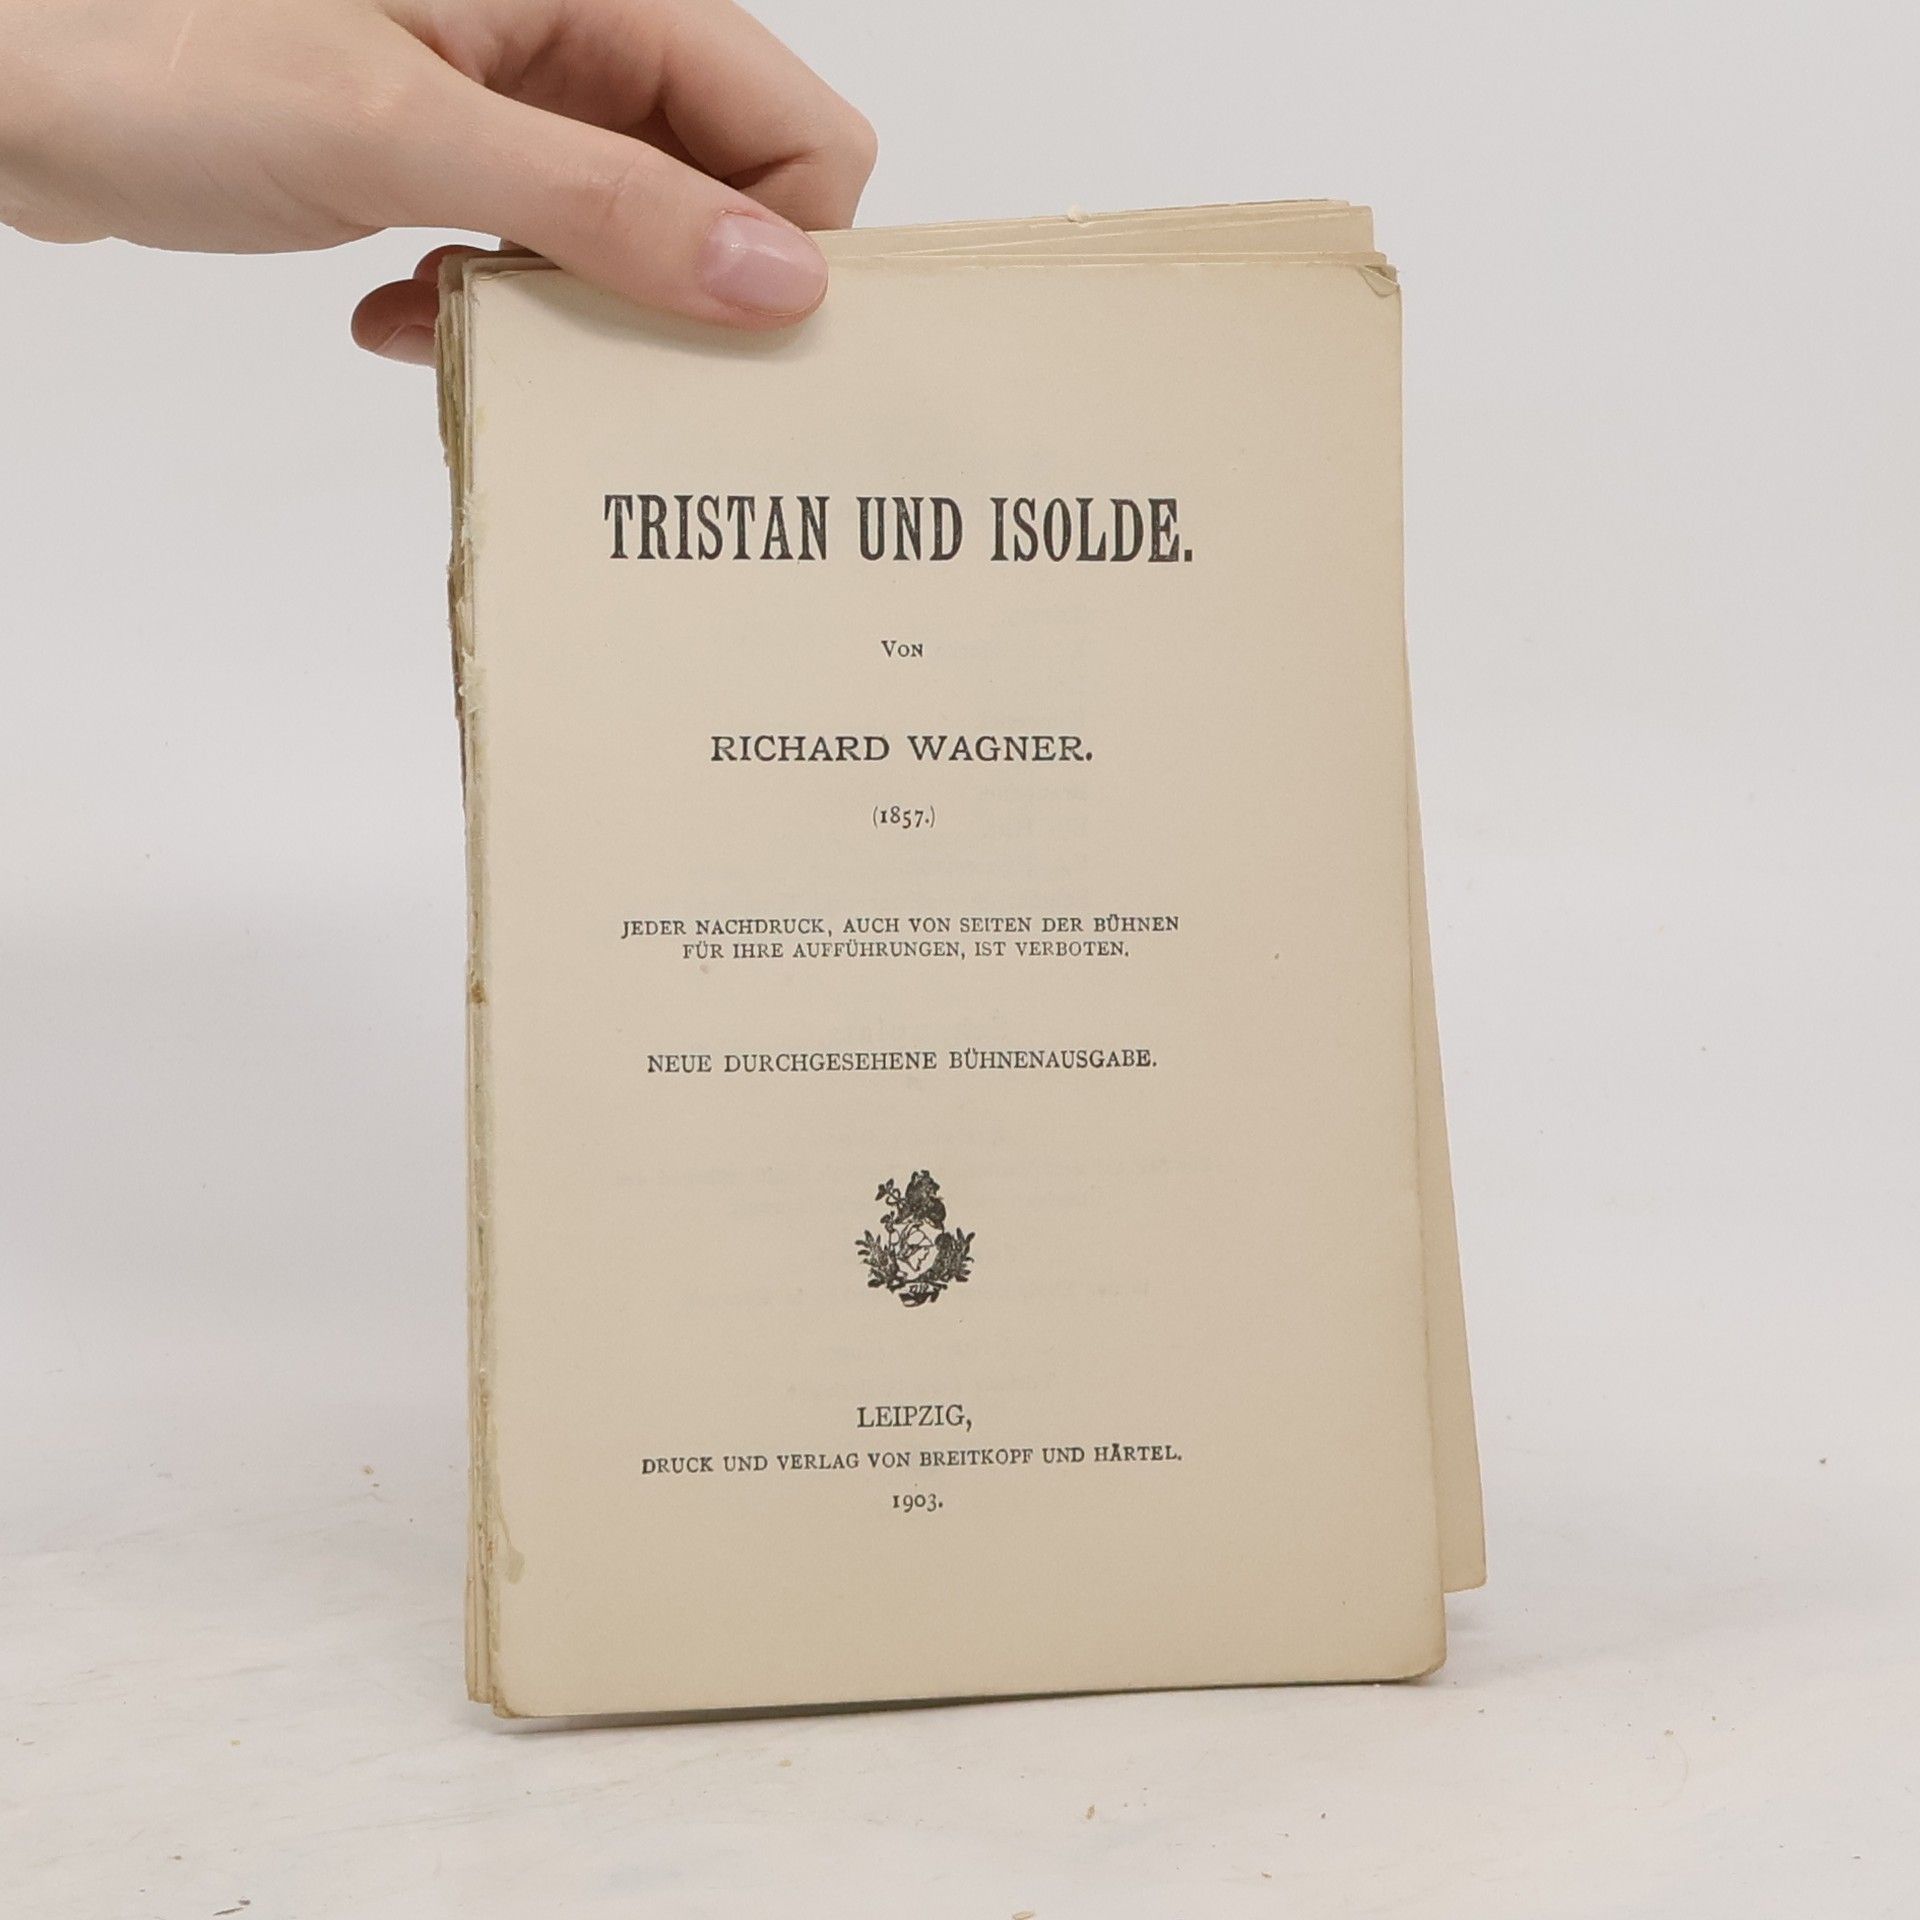 TRISTAN UND ISOLDE.
VON
RICHARD WAGNER.
(1857.)
JEDER NACHDRUCK, AUCH VON SEITEN DER BÜHNEN
FÜR IHRE AUFFÜHRUNGEN, IST VERBOTEN.
NEUE DURCHGESEHENE BÜHNENAUSGABE.
LEIPZIG,
DRUCK UND VERLAG VON BREITKOPF UND HÄRTEL.
1903.